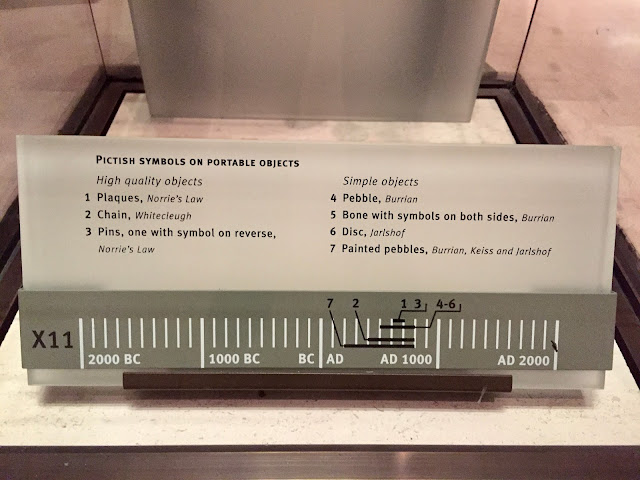 PICTISH SYMBOLS ON PORTABLE OBJECTS
High quality objects
1 Plaques, Norrie's Law
2 Chain, Whitecleugh
3 Pins, one with symbol on reverse,
Norrie's Law
Simple objects
4 Pebble, Burrian
5 Bone with symbols on both sides, Burrian
6 Disc, Jarlshof
7 Painted pebbles, Burrian, Keiss and Jarlshof
7 2 1 3 4-6
X11
2000 BC 1000 BC BC AD AD 1000 AD 2000